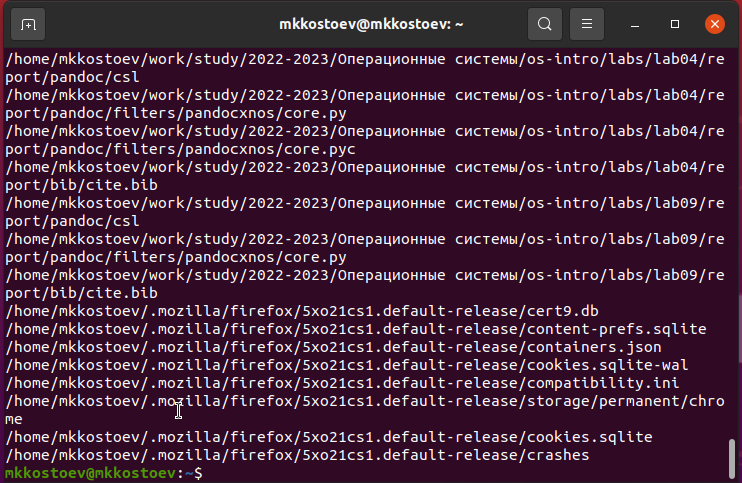 mkkostoev@mkkostoev: ~
/home/mkkostoev/work/study/2022-2023/Операционные системы/os-intro/labs/lab04/re
port/pandoc/csl
/home/mkkostoev/work/study/2022-2023/Операционные системы/os-intro/labs/lab04/re
port/pandoc/filters/pandocxnos/core.py
/home/mkkostoev/work/study/2022-2023/Операционные системы/os-intro/labs/lab04/re
port/pandoc/filters/pandocxnos/core.pyc
/home/mkkostoev/work/study/2022-2023/Операционные системы/os-intro/labs/lab04/re
port/bib/cite.bib
/home/mkkostoev/work/study/2022-2023/Операционные системы/os-intro/labs/lab09/re
port/pandoc/csl
/home/mkkostoev/work/study/2022-2023/Операционные системы/os-intro/labs/lab09/re
port/pandoc/filters/pandocxnos/core.py
/home/mkkostoev/work/study/2022-2023/Операционные системы/os-intro/labs/lab09/re
port/bib/cite.bib
/home/mkkostoev/.mozilla/firefox/5xo21cs1.default-release/cert9.db
/home/mkkostoev/.mozilla/firefox/5xo21cs1.default-release/content-prefs.sqlite
/home/mkkostoev/.mozilla/firefox/5xo21cs1.default-release/containers.json
/home/mkkostoev/.mozilla/firefox/5xo21cs1.default-release/cookies.sqlite-wal
/home/mkkostoev/.mozilla/firefox/5xo21cs1.default-release/compatibility.ini
/home/mkkostoev/.mozilla/firefox/5xo21cs1.default-release/storage/permanent/chro
me
/home/mkkostoev/.mozilla/firefox/5xo21cs1.default-release/cookies.sqlite
/home/mkkostoev/.mozilla/firefox/5xo21cs1.default-release/crashes
mkkostoev@mkkostoev:~$